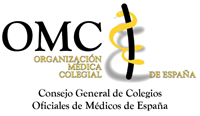 OMC
ORGANIZACIÓN
MÉDICA
COLEGIAL DE ESPAÑA
Consejo General de Colegios
Oficiales de Médicos de España